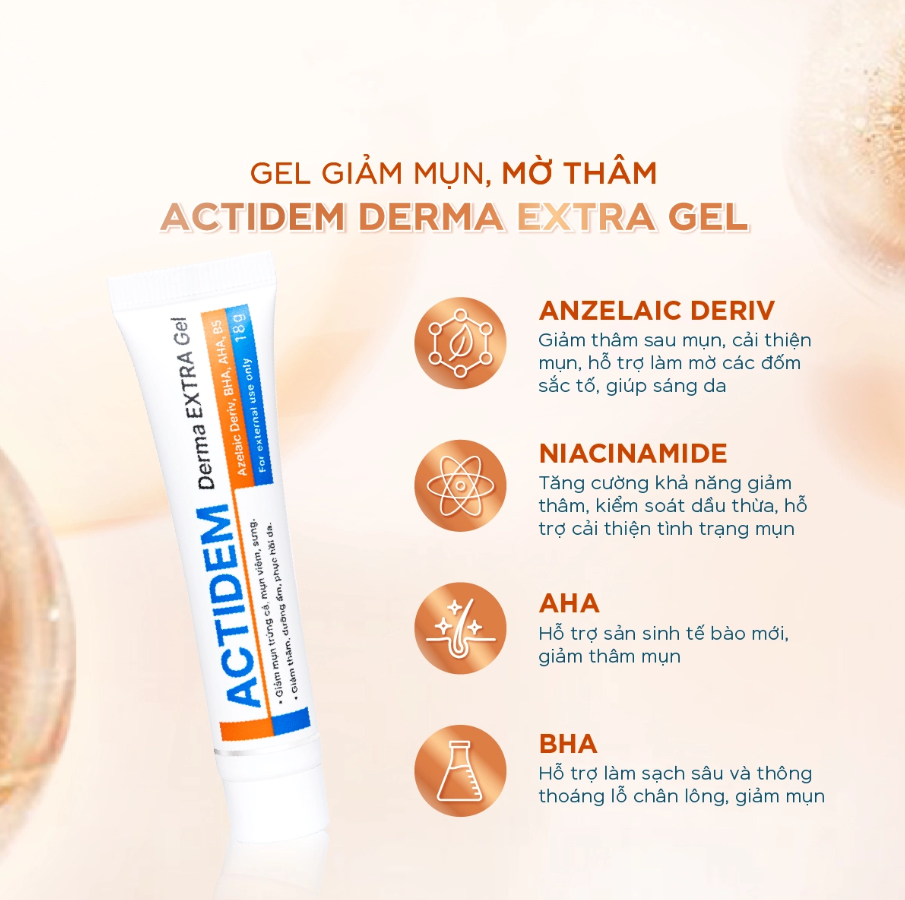 GEL GIẢM MỤN, MỜ THÂM
ACTIDEM DERMA EXTRA GEL
ACTIDEM Derma EXTRA Gel
Azelaic Deriv, BHA, AHA, B5
For external use only 18g
• Giảm mụn trứng cá, mụn viêm, sưng.
• Giảm thâm, dưỡng ẩm, phục hồi da.
ANZELAIC DERIV
Giảm thâm sau mụn, cải thiện
mụn, hỗ trợ làm mờ các đốm
sắc tố, giúp sáng da
NIACINAMIDE
Tăng cường khả năng giảm
thâm, kiểm soát dầu thừa, hỗ
trợ cải thiện tình trạng mụn
AHA
Hỗ trợ sản sinh tế bào mới,
giảm thâm mụn
BHA
Hỗ trợ làm sạch sâu và thông
thoáng lỗ chân lông, giảm mụn